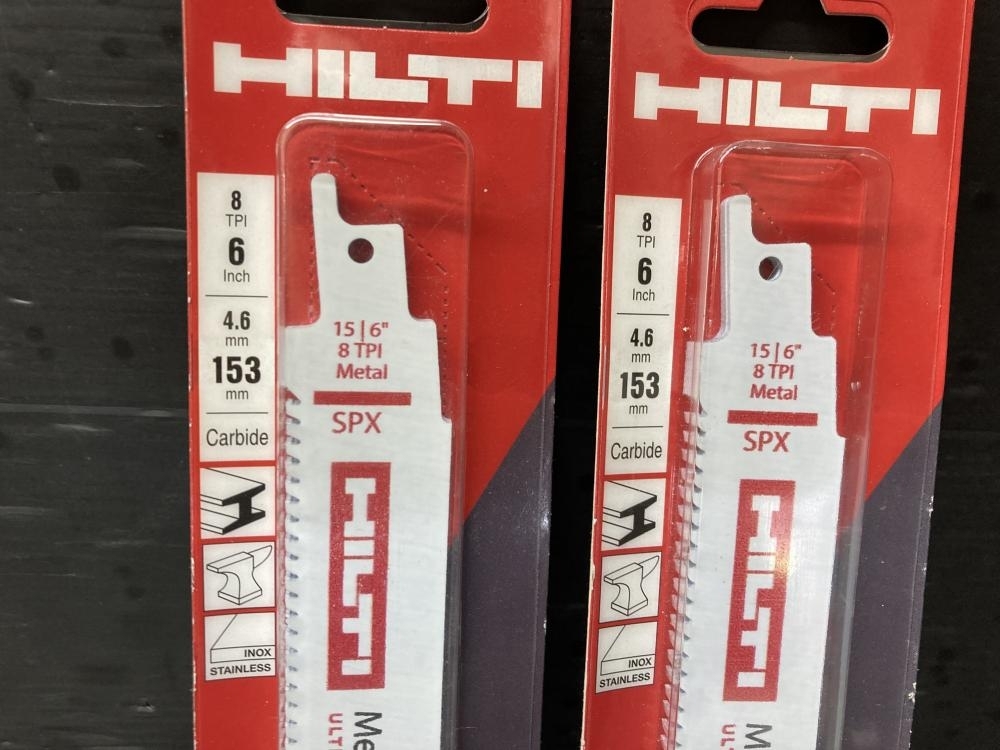 HILTI
8
TPI
6
Inch
4.6
mm
153
mm
Carbide
INOX
STAINLESS
15 | 6"
8 TPI
Metal
SPX
HILTI
HILTI
8
TPI
6
Inch
4.6
mm
153
mm
Carbide
INOX
STAINLESS
15 | 6"
8 TPI
Metal
SPX
HILTI